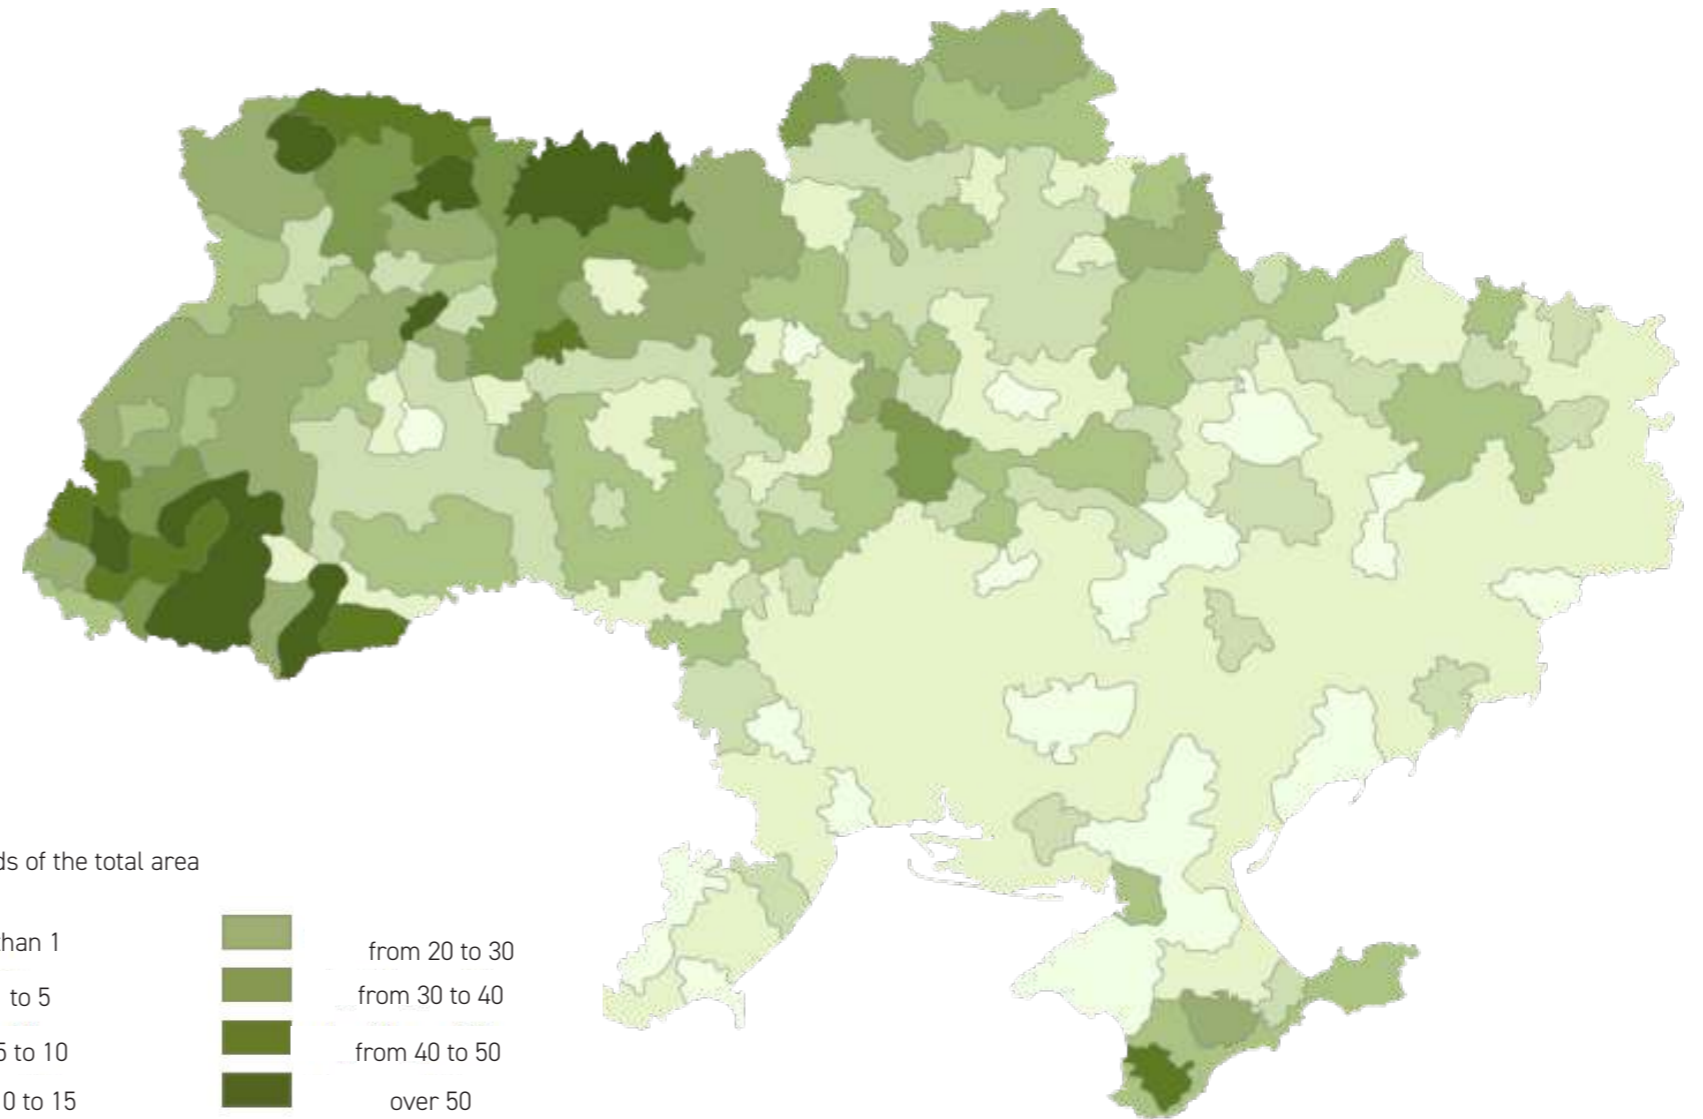 ds of the total area
than 1
to 5
5 to 10
0 to 15
from 20 to 30
from 30 to 40
from 40 to 50
over 50